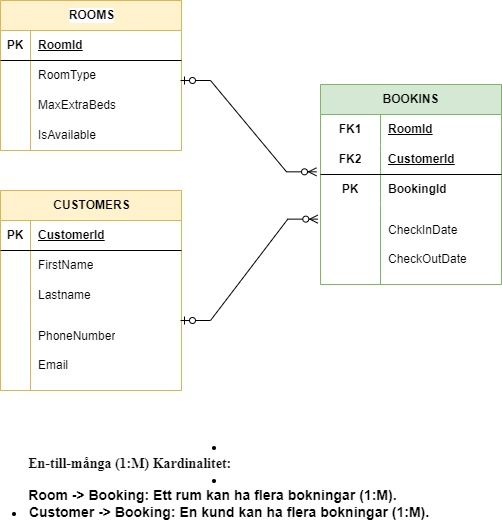 ROOMS
PK RoomId
RoomType
MaxExtraBeds
IsAvailable
BOOKINS
FK1 RoomId
FK2 CustomerId
PK BookingId
CheckInDate
CheckOutDate
CUSTOMERS
PK CustomerId
FirstName
Lastname
PhoneNumber
Email
•
En-till-många (1:M) Kardinalitet:
•
Room -> Booking: Ett rum kan ha flera bokningar (1:M).
• Customer -> Booking: En kund kan ha flera bokningar (1:M).